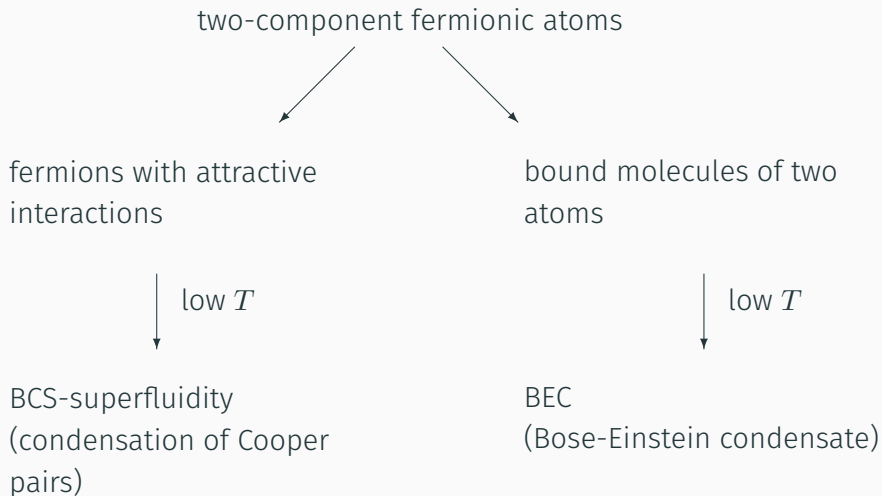 two-component fermionic atoms
fermions with attractive
interactions
bound molecules of two
atoms
low T
low T
BCS-superfluidity
(condensation of Cooper
pairs)
BEC
(Bose-Einstein condensate)